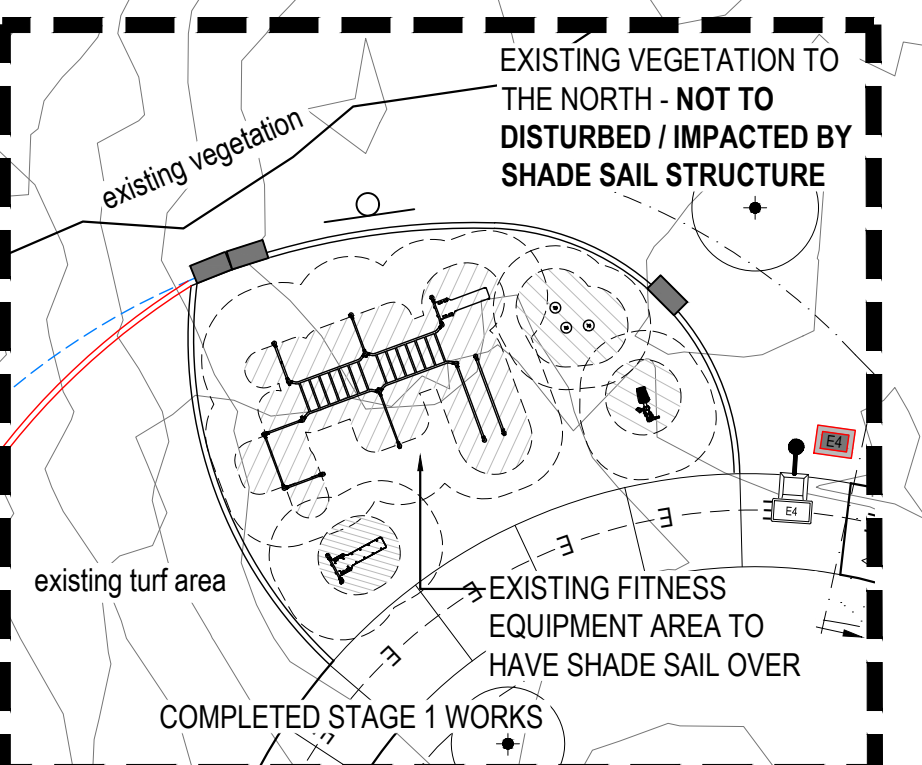 EXISTING VEGETATION TO
THE NORTH - NOT TO
DISTURBED / IMPACTED BY
SHADE SAIL STRUCTURE
existing vegetation
E4
E4
E
E
E
E
E
existing turf area
EXISTING FITNESS
EQUIPMENT AREA TO
HAVE SHADE SAIL OVER
COMPLETED STAGE 1 WORKS